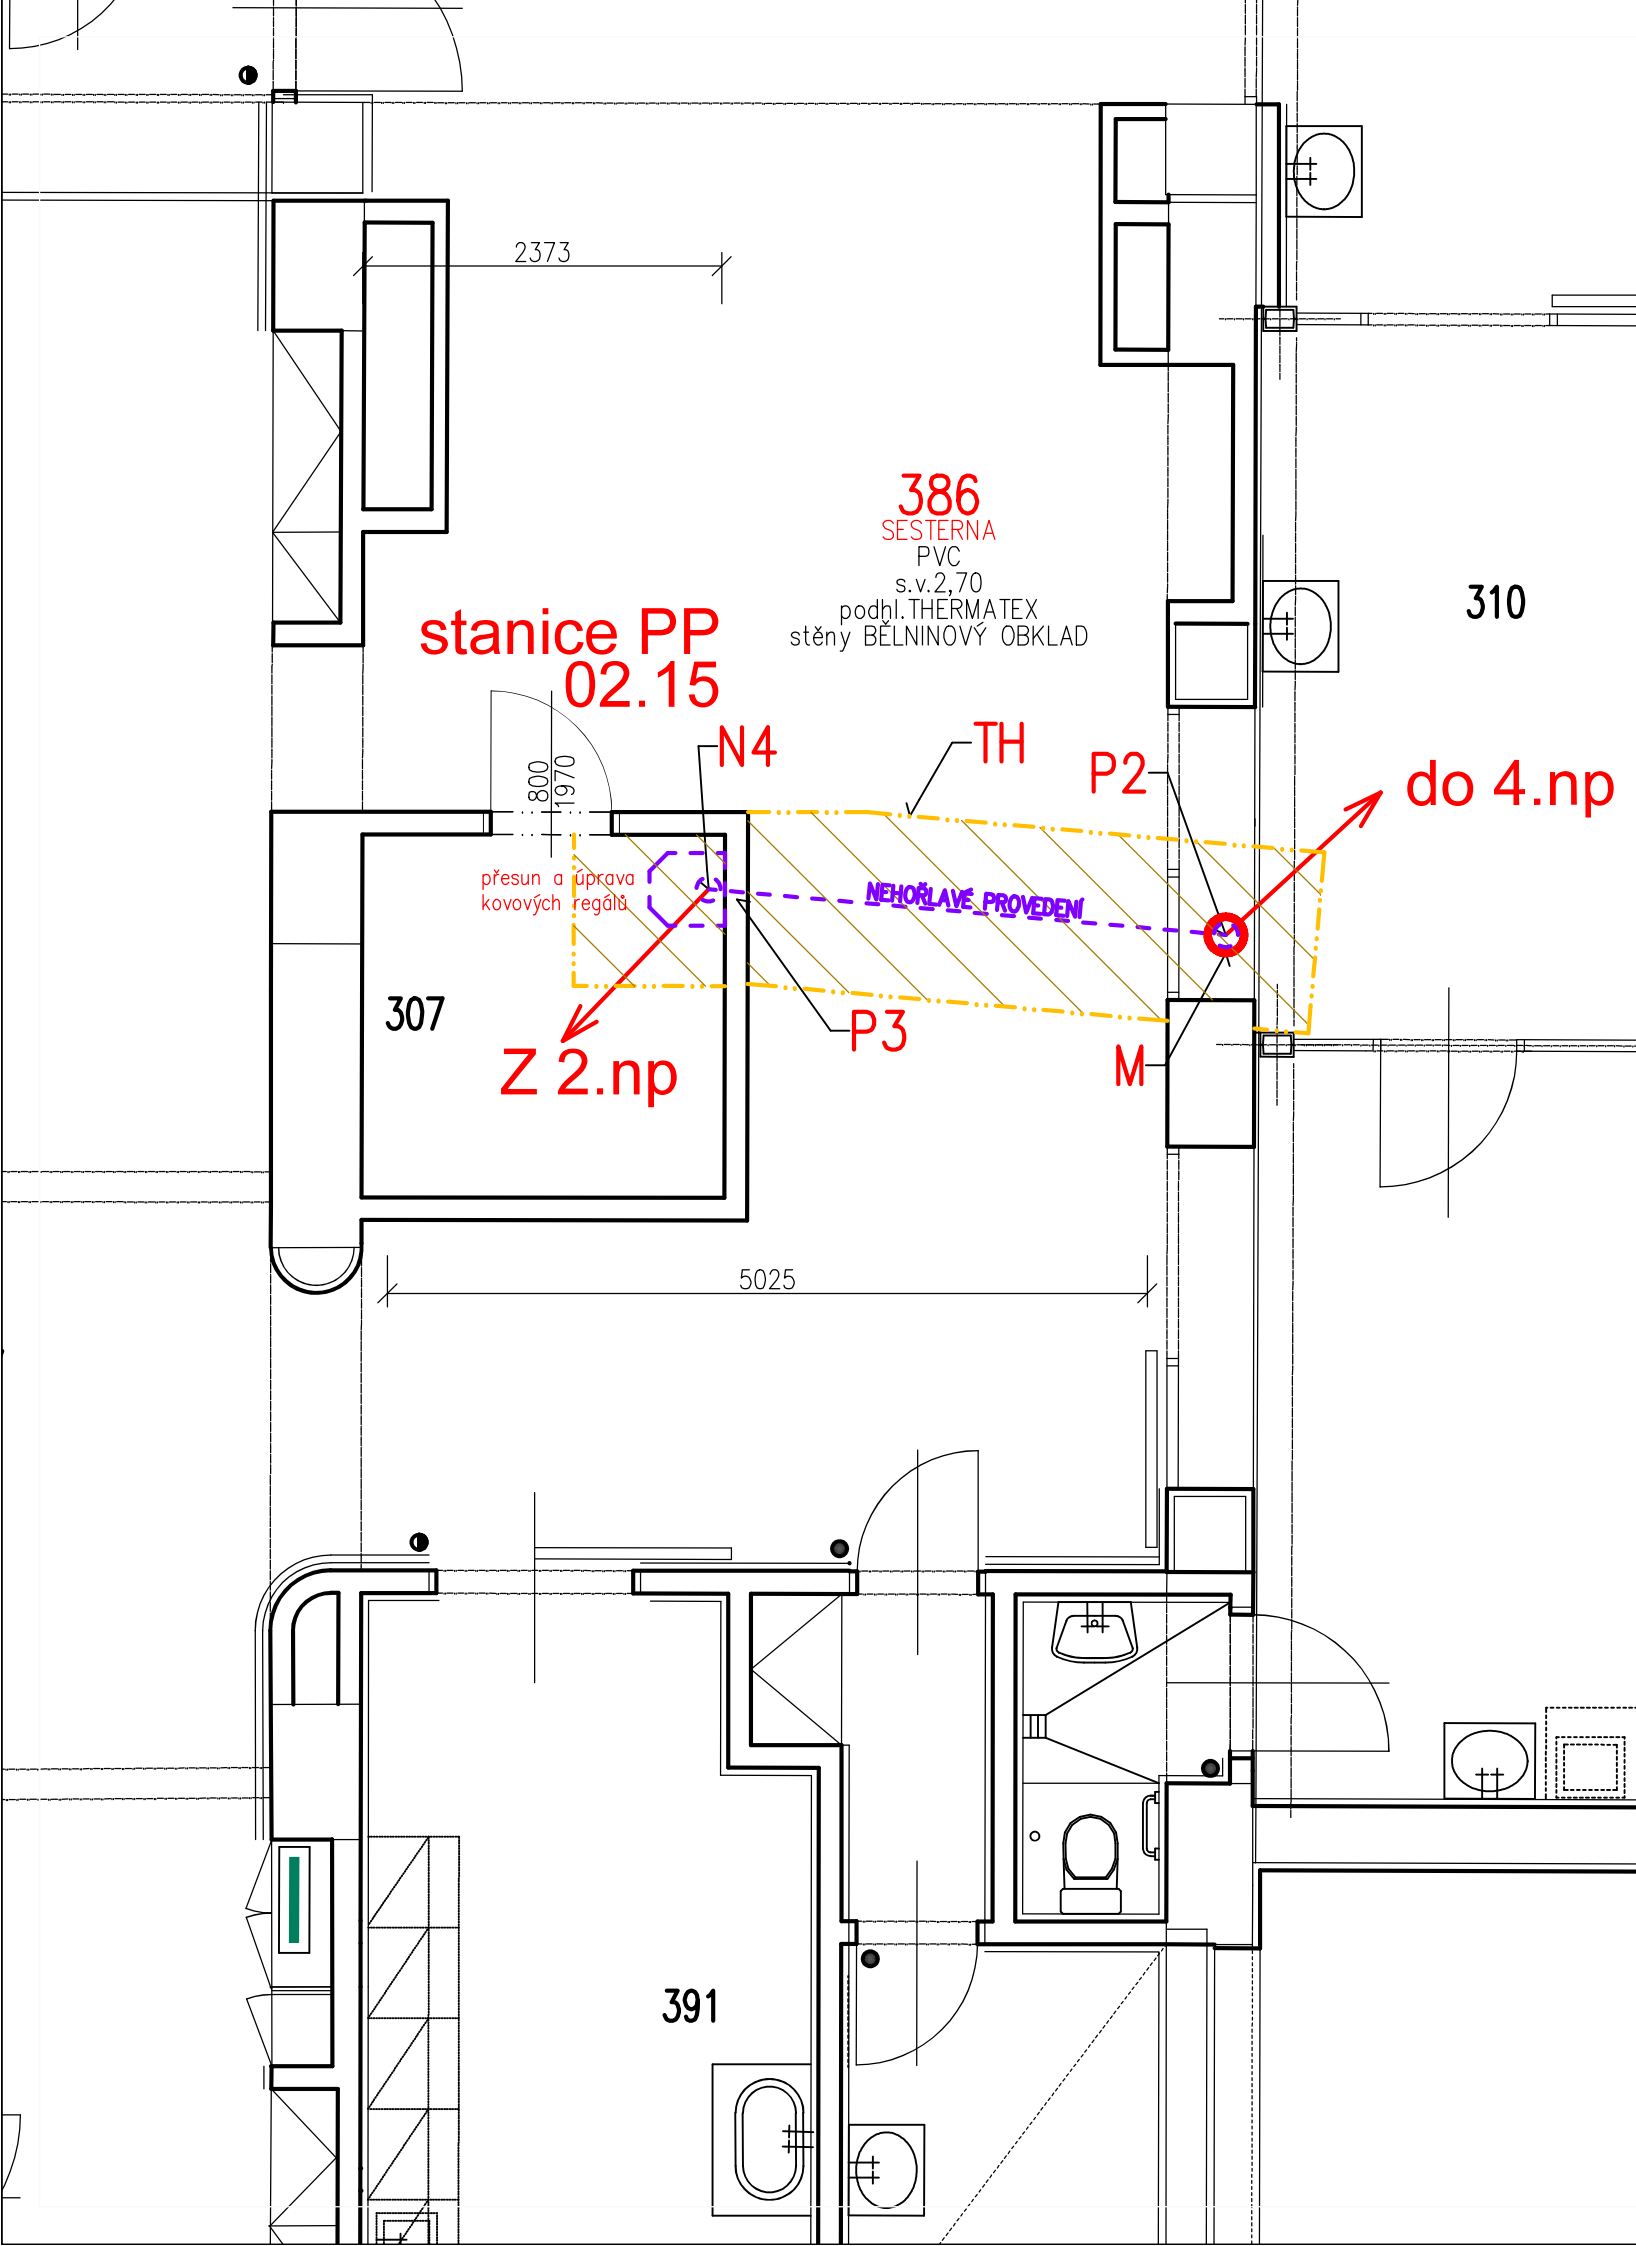 2373
386
SESTERNA
PVC
s.v.2,70
podhl.THERMATEX
stěny BĚLNINOVÝ OBKLAD
310
stanice PP
02.15
N4
TH
P2
do 4.np
800
1970
přesun a úprava
kovových regálů
NEHOŘLAVÉ PROVEDENÍ
307
P3
Z 2.np
M
5025
391